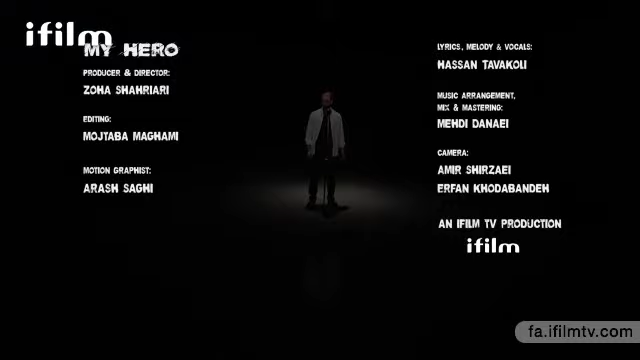 ifilm
MY HERO
PRODUCER & DIRECTOR:
ZOHA SHAHRIARI
EDITING:
MOJTABA MAGHAMI
MOTION GRAPHIST:
ARASH SAGHI
LYRICS, MELODY & VOCALS:
HASSAN TAVAKOLI
MUSIC ARRANGEMENT,
MIX & MASTERING:
MEHDI DANAEI
CAMERA:
AMIR SHIRZAEI
ERFAN KHODABANDEH
AN IFILM TV PRODUCTION
ifilm
fa.ifilmtv.com